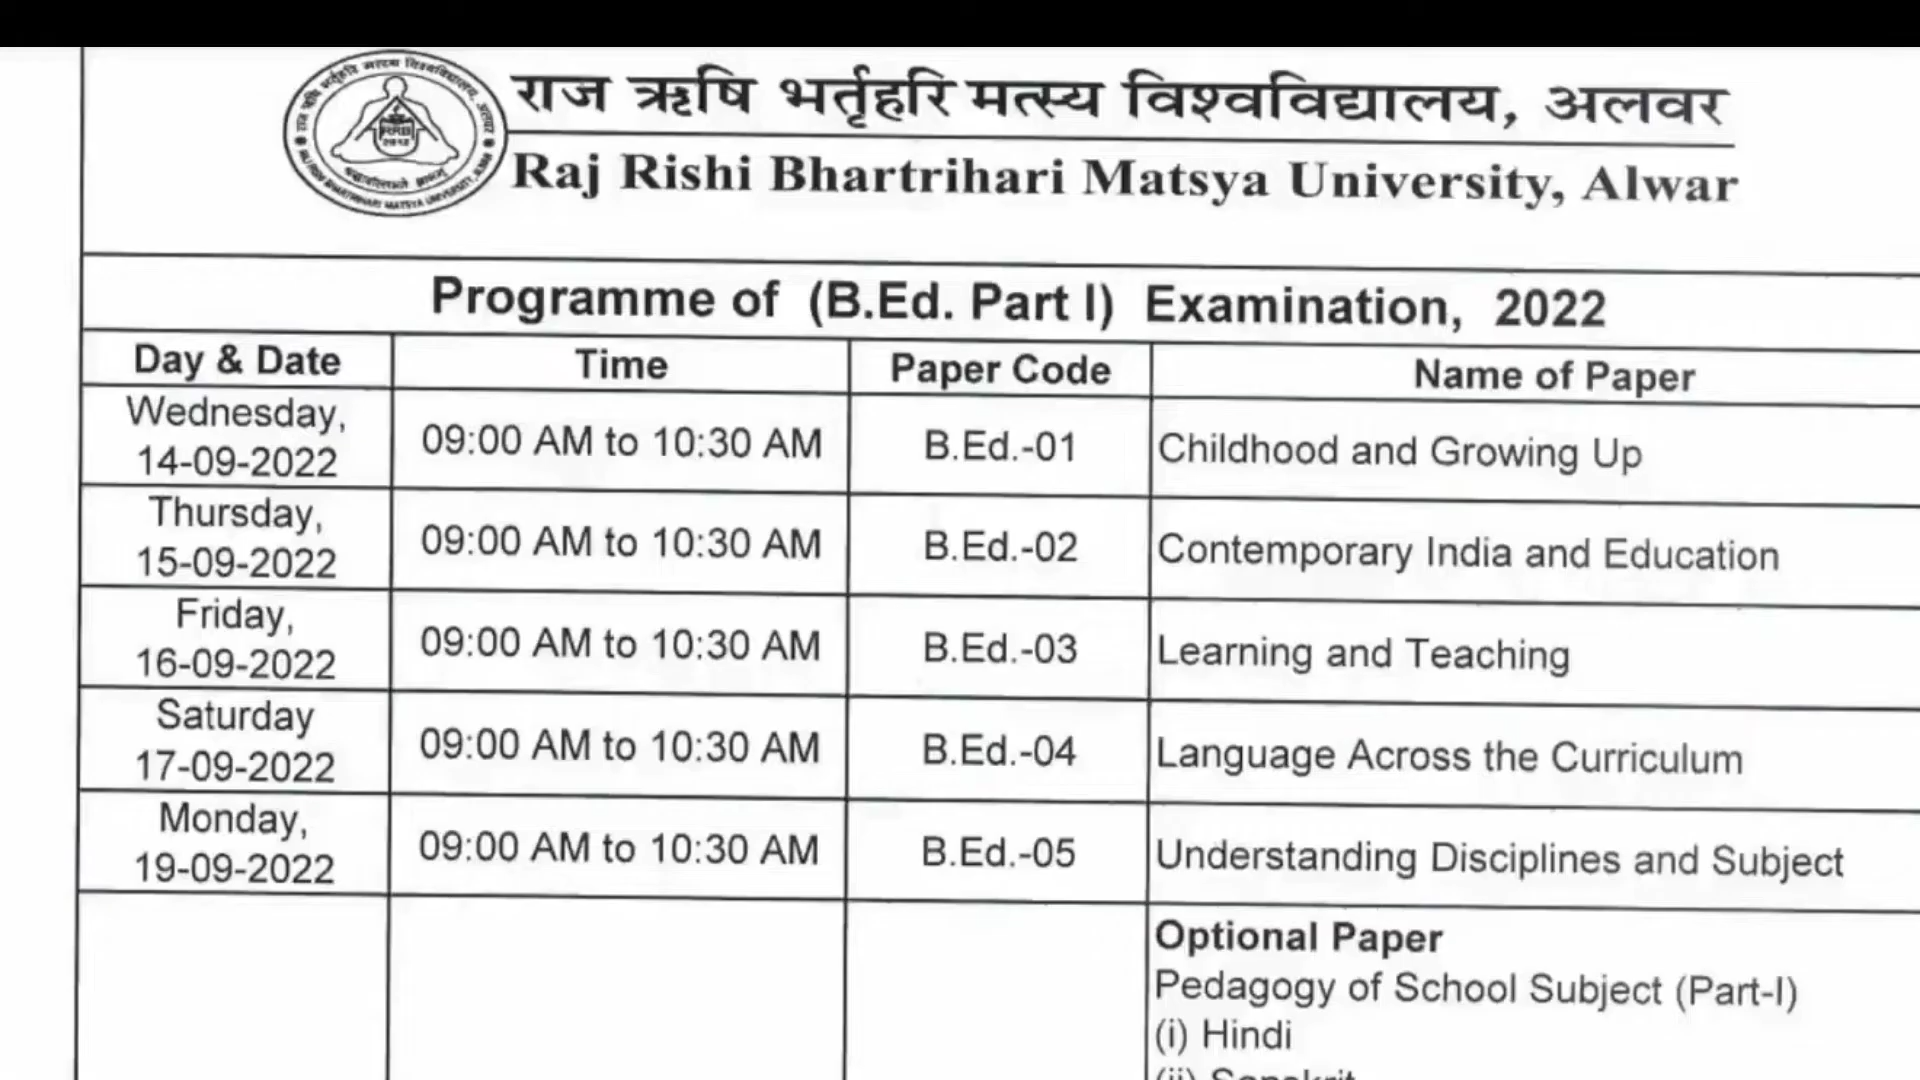 राज ऋषि भर्तृहरि मत्स्य विश्वविद्यालय, अलवर
Raj Rishi Bhartrihari Matsya University, Alwar
RRB
2012
Programme of (B.Ed. Part I) Examination, 2022
Day & Date Time Paper Code Name of Paper
Wednesday,
14-09-2022 09:00 AM to 10:30 AM B.Ed.-01 Childhood and Growing Up
Thursday,
15-09-2022 09:00 AM to 10:30 AM B.Ed.-02 Contemporary India and Education
Friday,
16-09-2022 09:00 AM to 10:30 AM B.Ed.-03 Learning and Teaching
Saturday
17-09-2022 09:00 AM to 10:30 AM B.Ed.-04 Language Across the Curriculum
Monday,
19-09-2022 09:00 AM to 10:30 AM B.Ed.-05 Understanding Disciplines and Subject
Optional Paper
Pedagogy of School Subject (Part-I)
(i) Hindi
(ii) Sanskrit